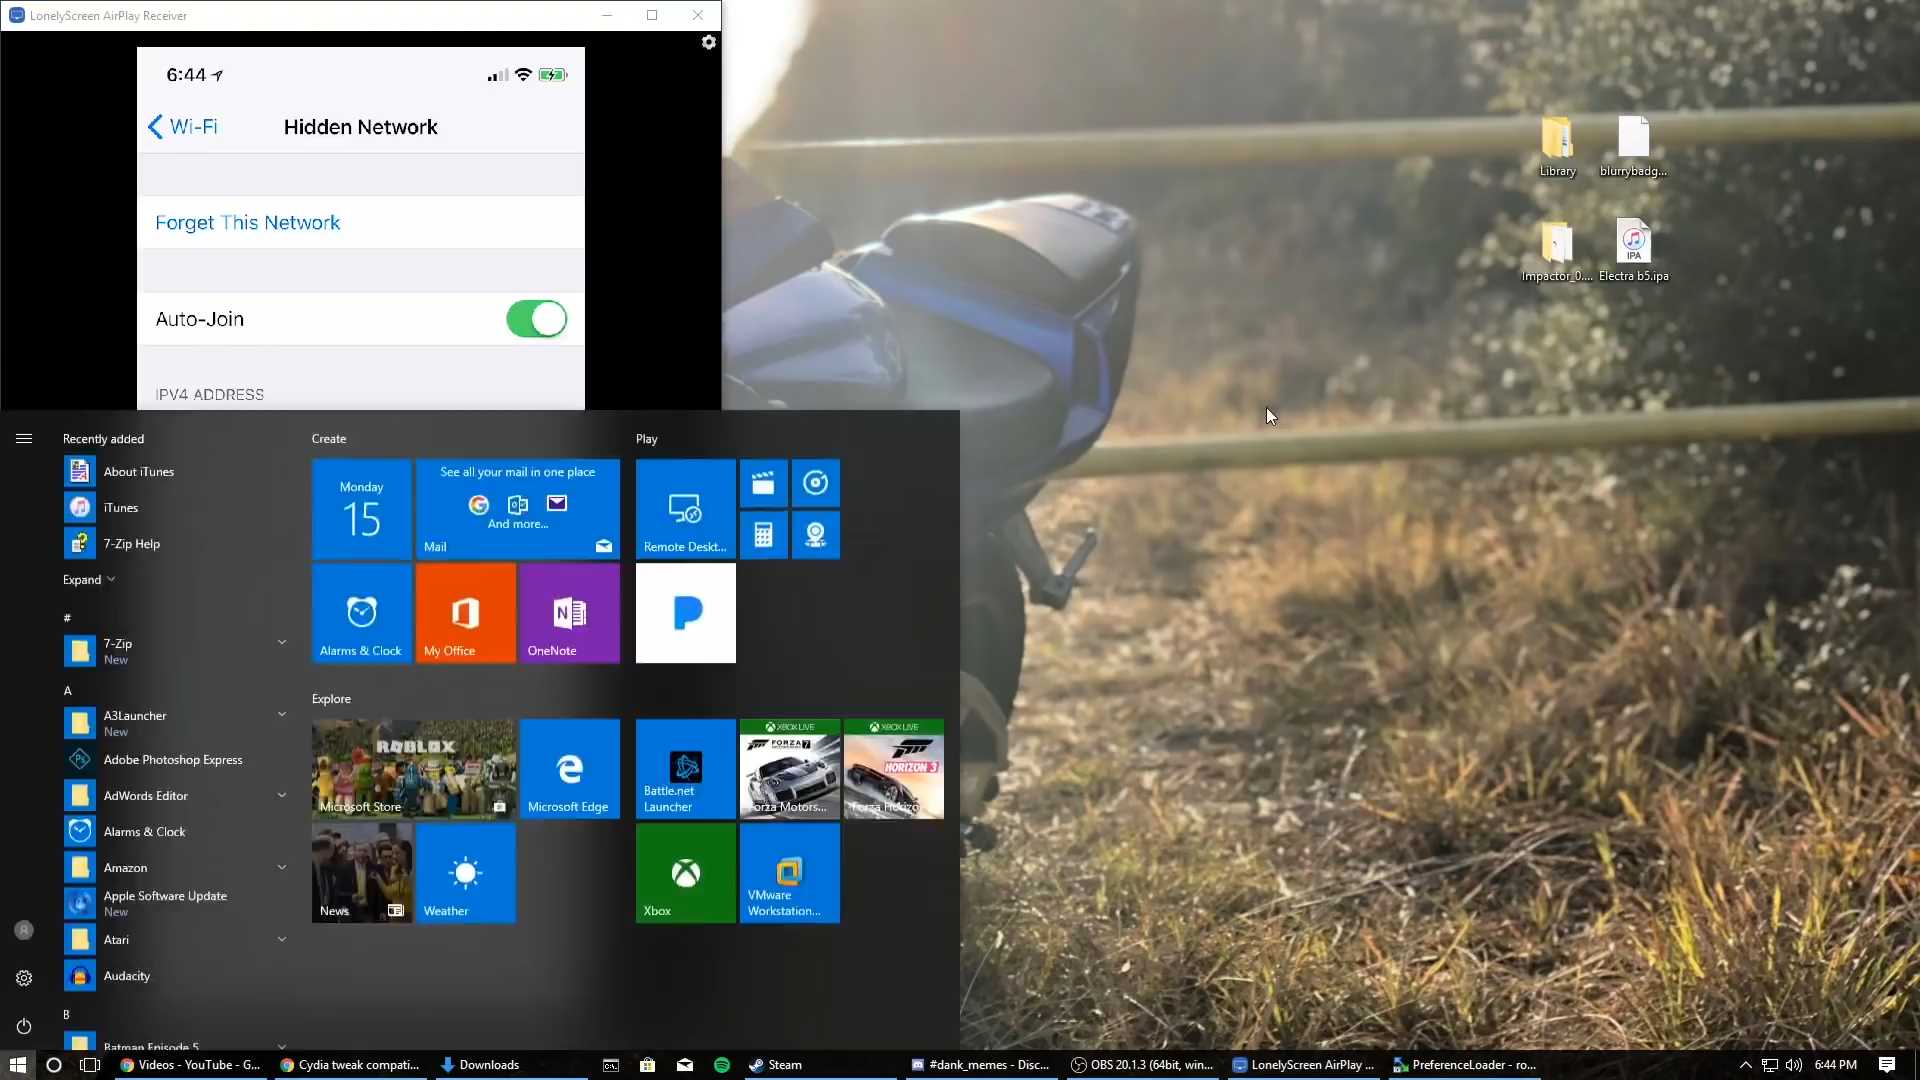 LonelyScreen AirPlay Receiver
6:44
Wi-Fi
Hidden Network
Forget This Network
Auto-Join
IPV4 ADDRESS
Library
blurrybadg...
Impactor_0....
Electra b5.ipa
IPA
Recently added
About iTunes
iTunes
7-Zip Help
Expand
#
7-Zip
New
A
A3Launcher
New
Adobe Photoshop Express
AdWords Editor
Alarms & Clock
Amazon
Apple Software Update
New
Atari
Audacity
B
Batman Episode 5
Create
Monday
15
See all your mail in one place
And more...
Mail
Alarms & Clock
My Office
OneNote
Explore
ROBLOX
Microsoft Store
Microsoft Edge
News
Weather
Play
Remote Deskt...
Battle.net
Launcher
XBOX LIVE
FORZA 7
Forza Motors...
XBOX LIVE
HORIZON 3
Forza Horizo...
Xbox
VMware
Workstation...
Videos - YouTube - G...
Cydia tweak compati...
Downloads
Steam
#dank_memes - Disc...
OBS 20.1.3 (64bit, win...
LonelyScreen AirPlay ...
PreferenceLoader - ro...
6:44 PM